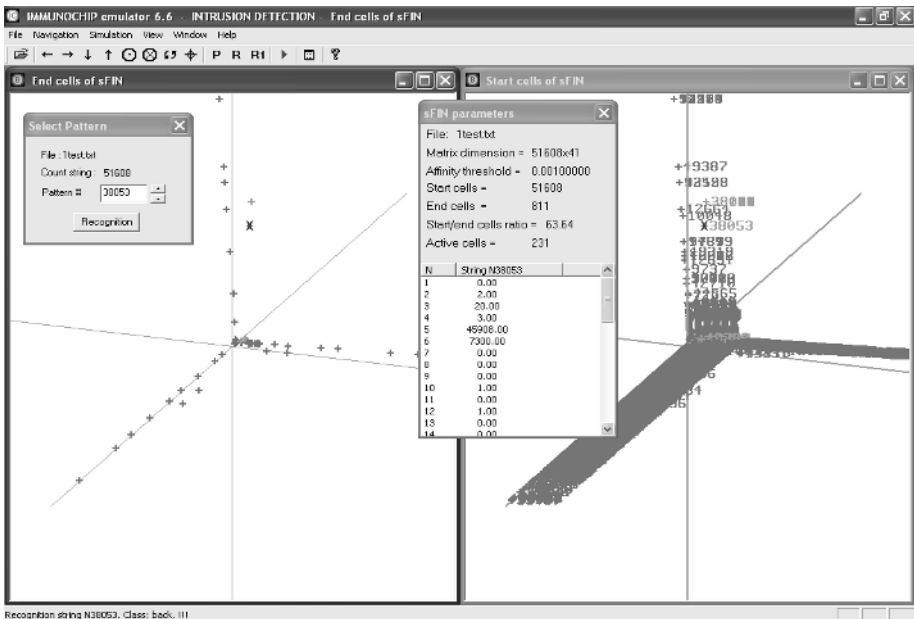 IMMUNOCHIP emulator 6.6 - INTRUSION DETECTION - End cells of sFIN
File Navigation Simulation View Window Help
P R R1
End cells of sFIN
Select Pattern
File : 1test.txt
Count string : 51608
Pattern # 38053
Recognition
Start cells of sFIN
+9387
+12664
+10048
38053
+9737
sFIN parameters
File: 1test.txt
Matrix dimension = 51608x41
Affinity threshold = 0.00100000
Start cells = 51608
End cells = 811
Start/end cells ratio = 63.64
Active cells = 231
N String N38053
1 0.00
2 2.00
3 20.00
4 3.00
5 45908.00
6 7300.00
7 0.00
8 0.00
9 0.00
10 1.00
11 0.00
12 1.00
13 0.00
14 0.00
Recognition string N38053. Class: back. !!!